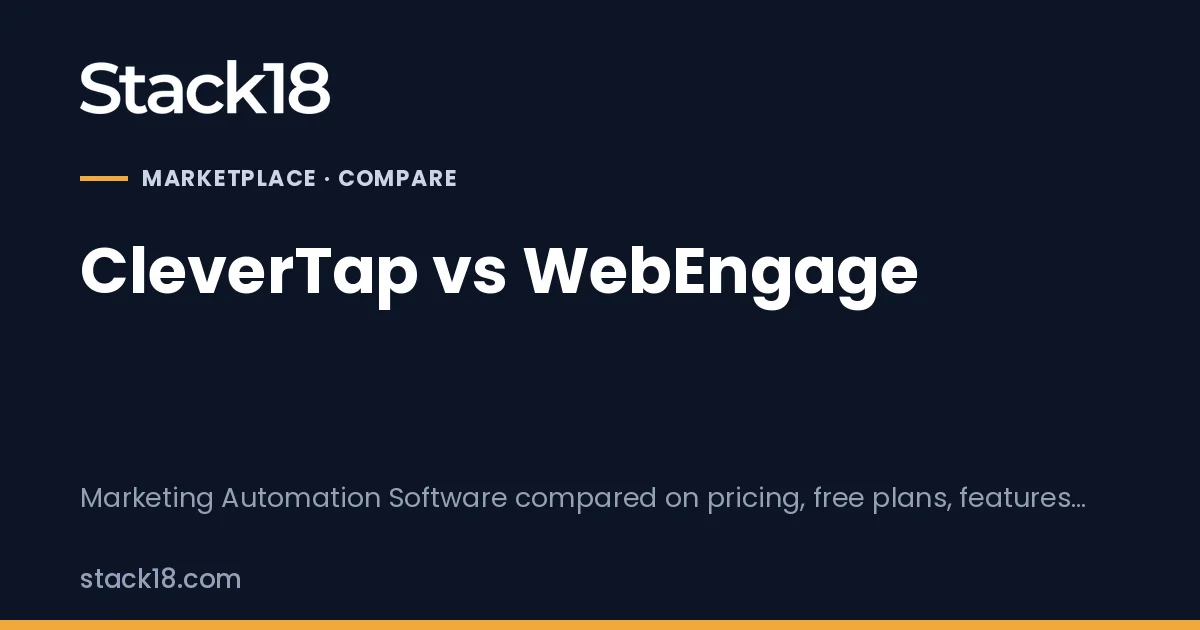 Stack18
MARKETPLACE · COMPARE
CleverTap vs WebEngage
Marketing Automation Software compared on pricing, free plans, features...
stack18.com